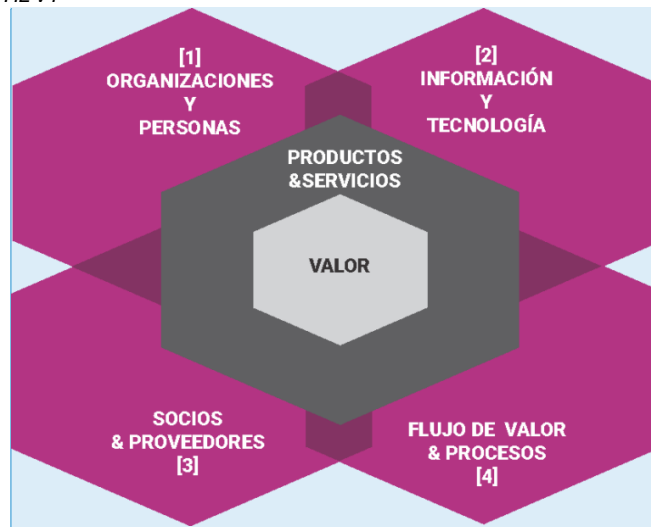 [1]
ORGANIZACIONES
Y
PERSONAS
[2]
INFORMACIÓN
Y
TECNOLOGÍA
PRODUCTOS
&SERVICIOS
VALOR
SOCIOS
& PROVEEDORES
[3]
FLUJO DE VALOR
& PROCESOS
[4]